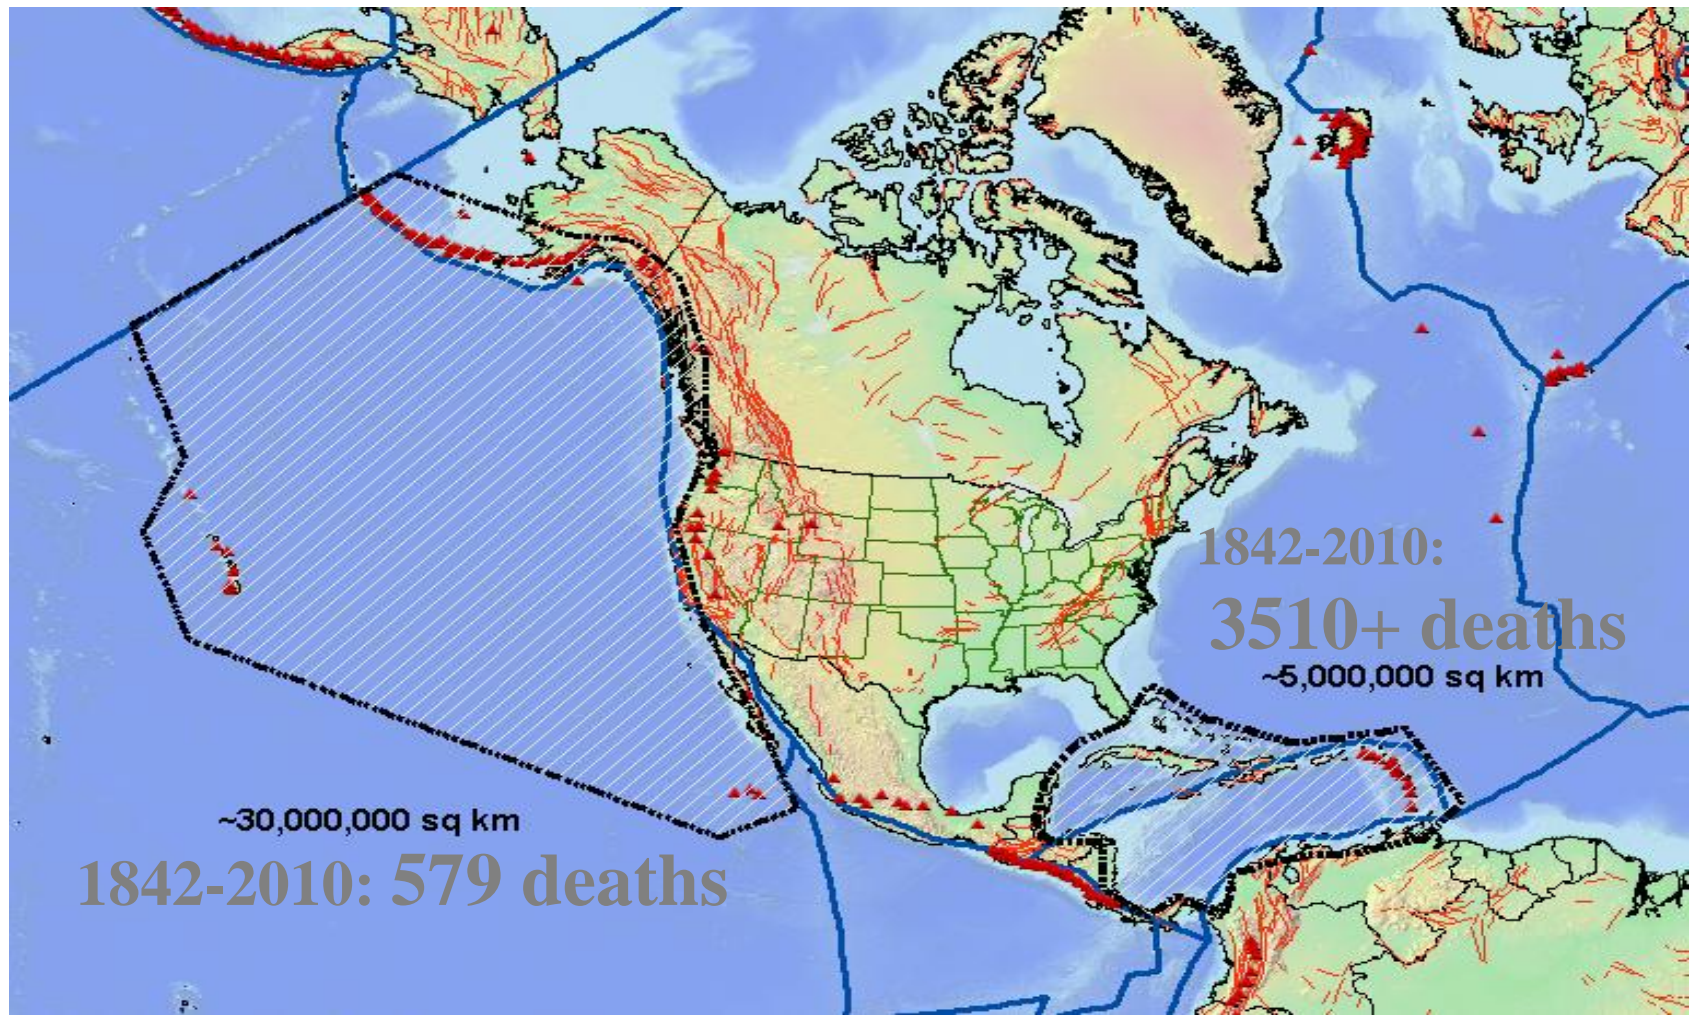 1842-2010:
3510+ deaths
~5,000,000 sq km
~30,000,000 sq km
1842-2010: 579 deaths